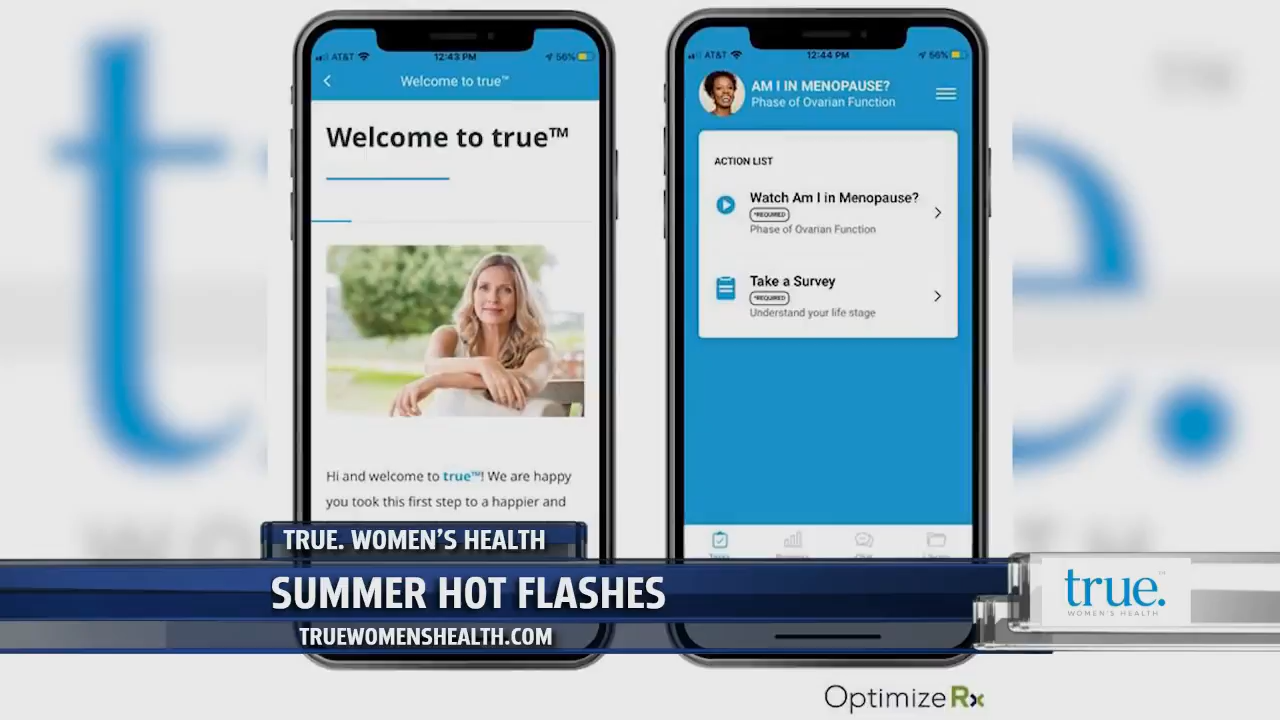 AT&T 12:43 PM 56%
Welcome to true™
Welcome to true™
Hi and welcome to true™! We are happy
you took this first step to a happier and
AT&T 12:44 PM 56%
AM I IN MENOPAUSE?
Phase of Ovarian Function
ACTION LIST
Watch Am I in Menopause?
*REQUIRED
Phase of Ovarian Function
Take a Survey
*REQUIRED
Understand your life stage
TRUE. WOMEN'S HEALTH
SUMMER HOT FLASHES
TRUEWOMENSHEALTH.COM
true.™
WOMEN'S HEALTH
OptimizeRx